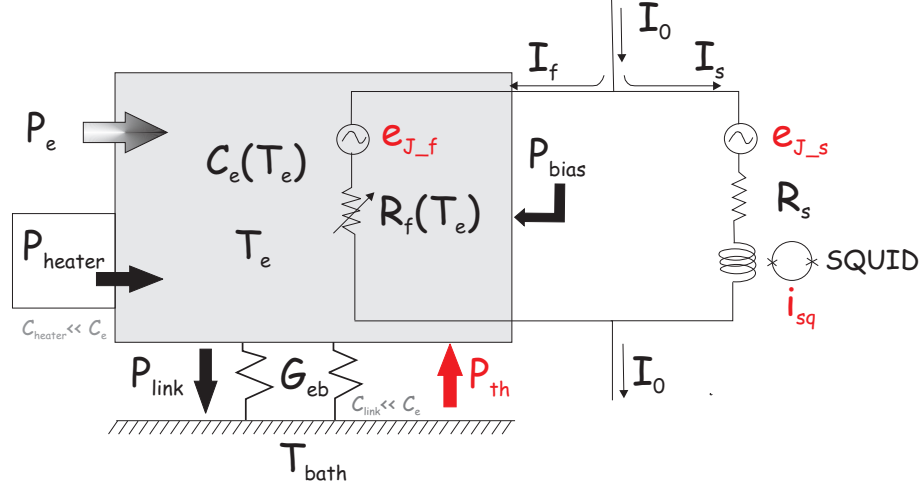 I0
If
Is
Pe
eJ_f
eJ_s
Ce(Te)
Pbias
Rf(Te)
Rs
Pheater
Te
SQUID
isq
Cheater<< Ce
Plink
Geb
Pth
I0
Clink<< Ce
Tbath